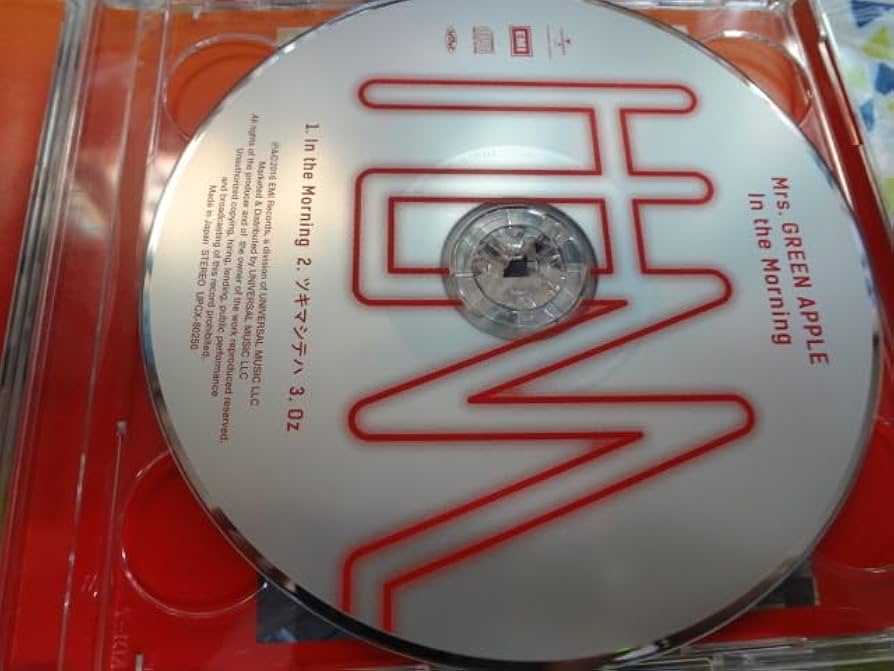 Mrs. GREEN APPLE
In the Morning
EMI
1. In the Morning 2. ツキマシテハ 3. Oz
℗&©2016 EMI Records, a division of UNIVERSAL MUSIC LLC
Marketed & Distributed by UNIVERSAL MUSIC LLC
All rights of the producer and of the owner of the work reproduced reserved.
Unauthorized copying, hiring, lending, public performance
and broadcasting of this record prohibited.
Made in Japan STEREO UPCX-80250